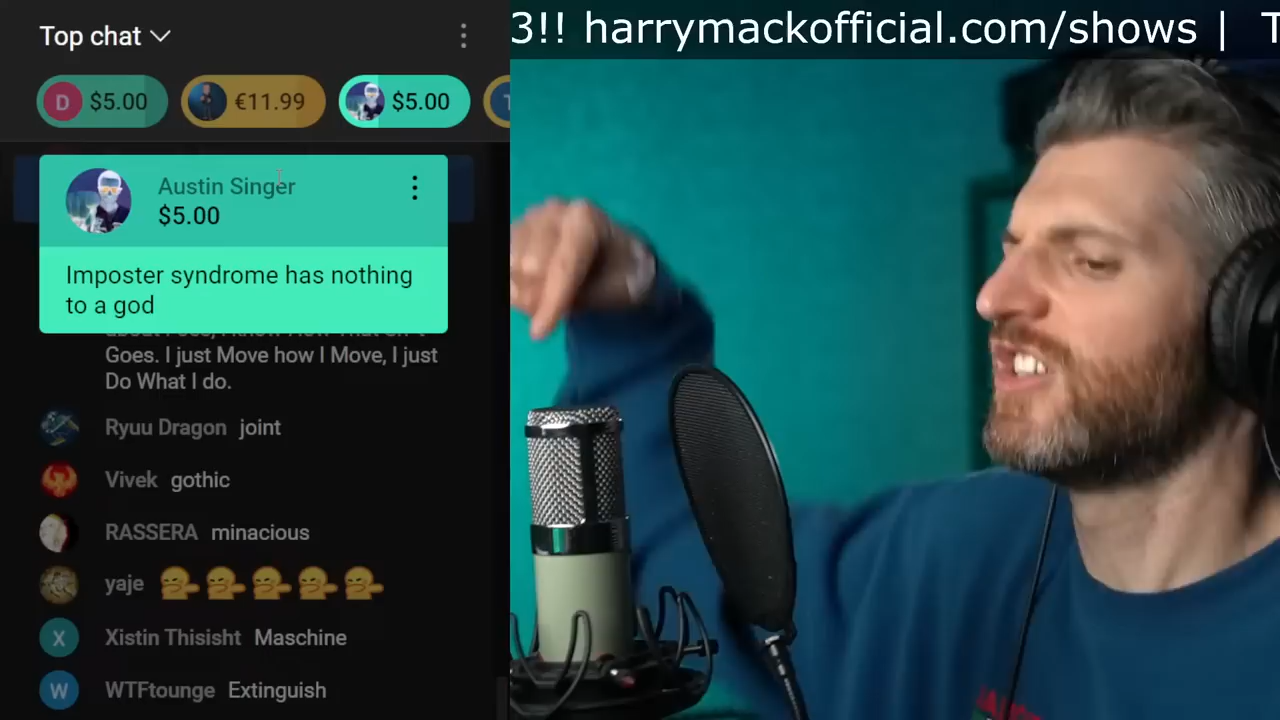 Top chat
3!! harrymackofficial.com/shows |
D $5.00 €11.99 $5.00
Austin Singer
$5.00
Imposter syndrome has nothing
to a god
Goes. I just Move how I Move, I just
Do What I do.
Ryuu Dragon joint
Vivek gothic
RASSERA minacious
yaje
X Xistin Thisisht Maschine
W WTFtounge Extinguish